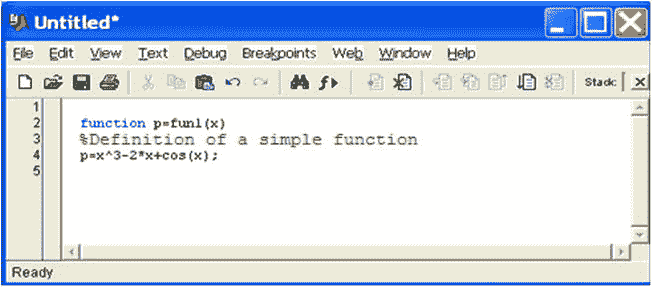 Untitled*
File Edit View Text Debug Breakpoints Web Window Help
Stack:
1
2 function p=fun1(x)
3 %Definition of a simple function
4 p=x^3-2*x+cos(x);
5
Ready